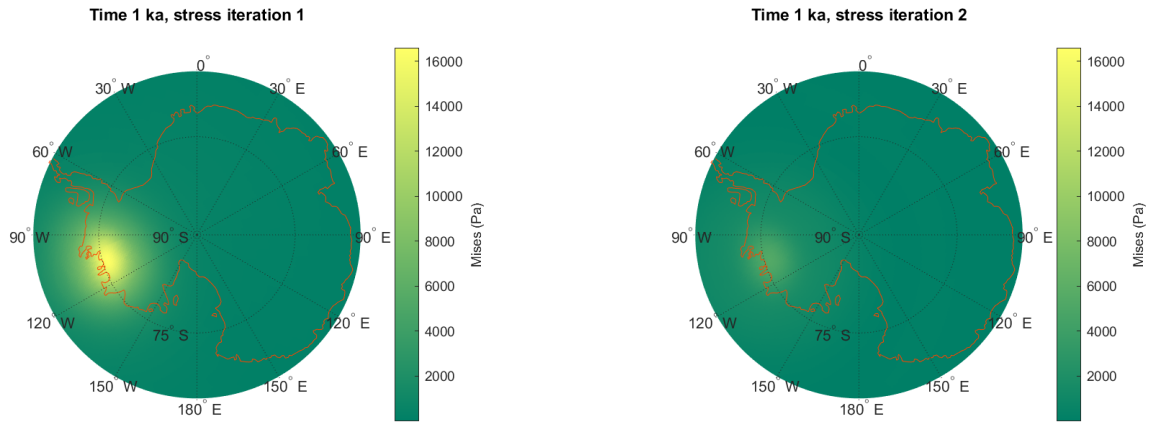 Time 1 ka, stress iteration 1
0°
30° W
30° E
60° W
60° E
90° W
90° S
90° E
120° W
75° S
120° E
150° W
150° E
180° E
16000
14000
12000
10000
8000
6000
4000
2000
Mises (Pa)
Time 1 ka, stress iteration 2
0°
30° W
30° E
60° W
60° E
90° W
90° S
90° E
120° W
75° S
120° E
150° W
150° E
180° E
16000
14000
12000
10000
8000
6000
4000
2000
Mises (Pa)